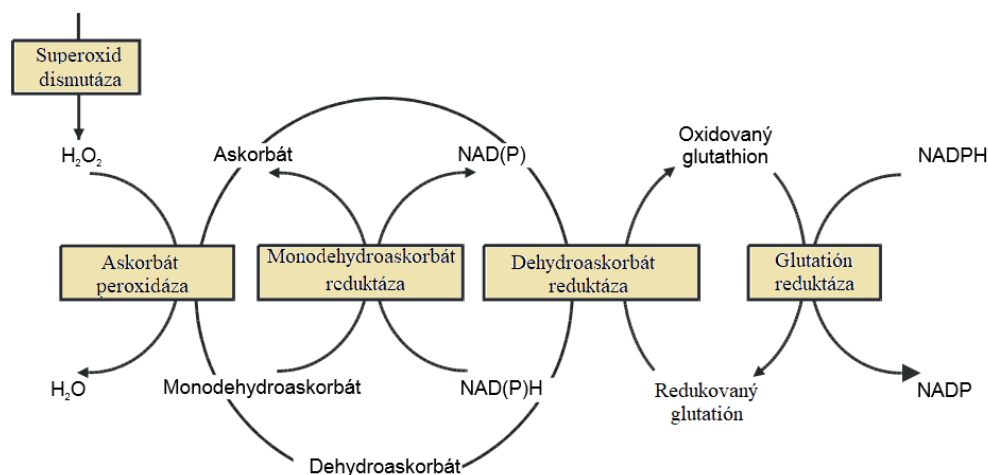 Superoxid
dismutáza
H₂O₂
Askorbát
NAD(P)
Oxidovaný
glutathion
NADPH
Askorbát
peroxidáza
Monodehydroaskorbát
reduktáza
Dehydroaskorbát
reduktáza
Glutatión
reduktáza
H₂O
Monodehydroaskorbát
NAD(P)H
Redukovaný
glutatión
NADP
Dehydroaskorbát